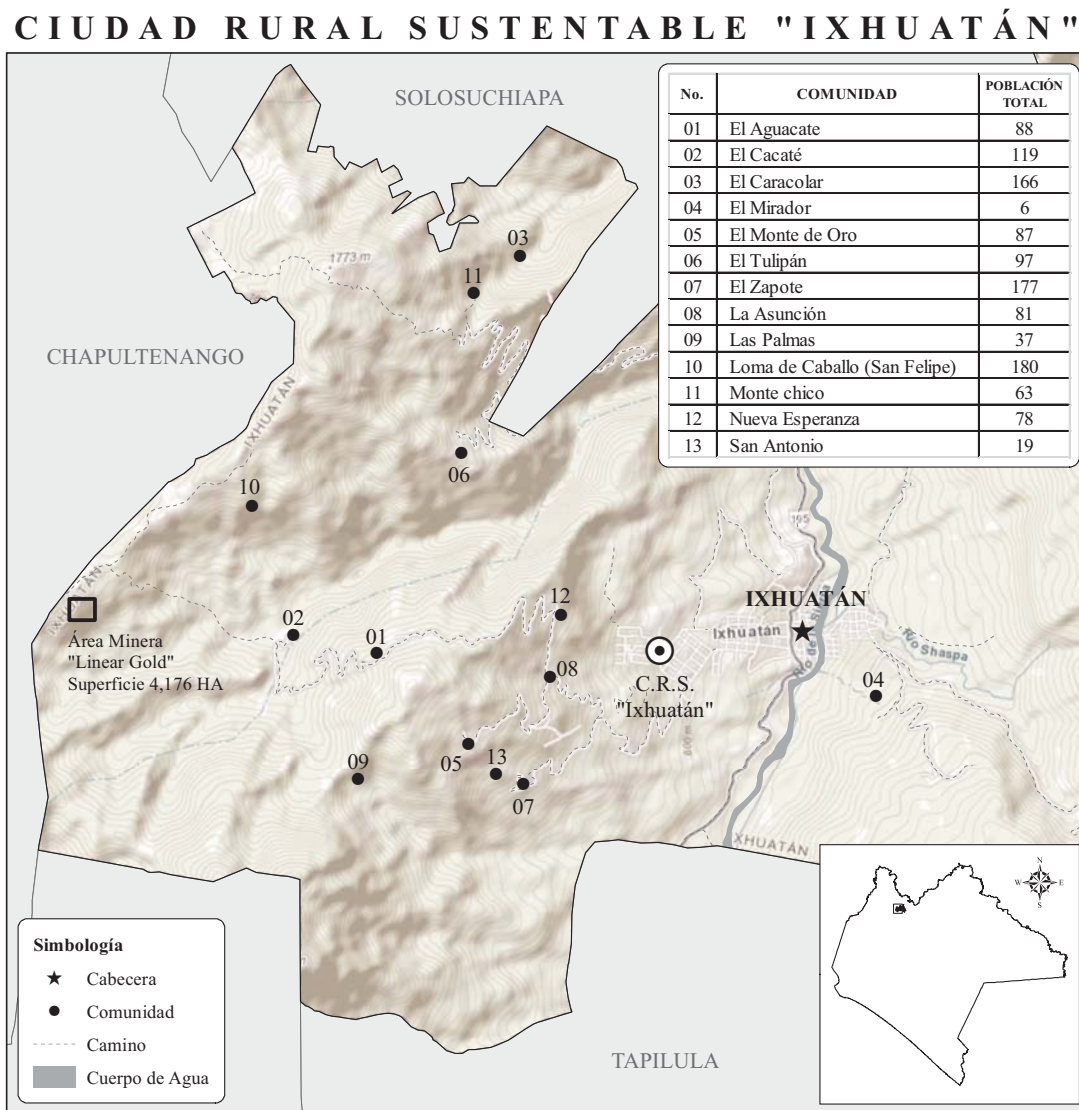 CIUDAD RURAL SUSTENTABLE "IXHUATÁN"
SOLOSUCHIAPA
No. COMUNIDAD POBLACIÓN TOTAL
01 El Aguacate 88
02 El Cacaté 119
03 El Caracolar 166
04 El Mirador 6
05 El Monte de Oro 87
06 El Tulipán 97
07 El Zapote 177
08 La Asunción 81
09 Las Palmas 37
10 Loma de Caballo (San Felipe) 180
11 Monte chico 63
12 Nueva Esperanza 78
13 San Antonio 19
03
1773 m
11
CHAPULTENANGO
IXHUATÁN
06
10
195
IXHUATÁN
12
IXHUATÁN
Ixhuatán
Río Shaspa
02
01
Área Minera
"Linear Gold"
Superficie 4,176 HA
08
C.R.S.
"Ixhuatán"
04
600 m
05
13
09
07
XHUATÁN
N
W E
S
Simbología
Cabecera
Comunidad
Camino
Cuerpo de Agua
TAPILULA